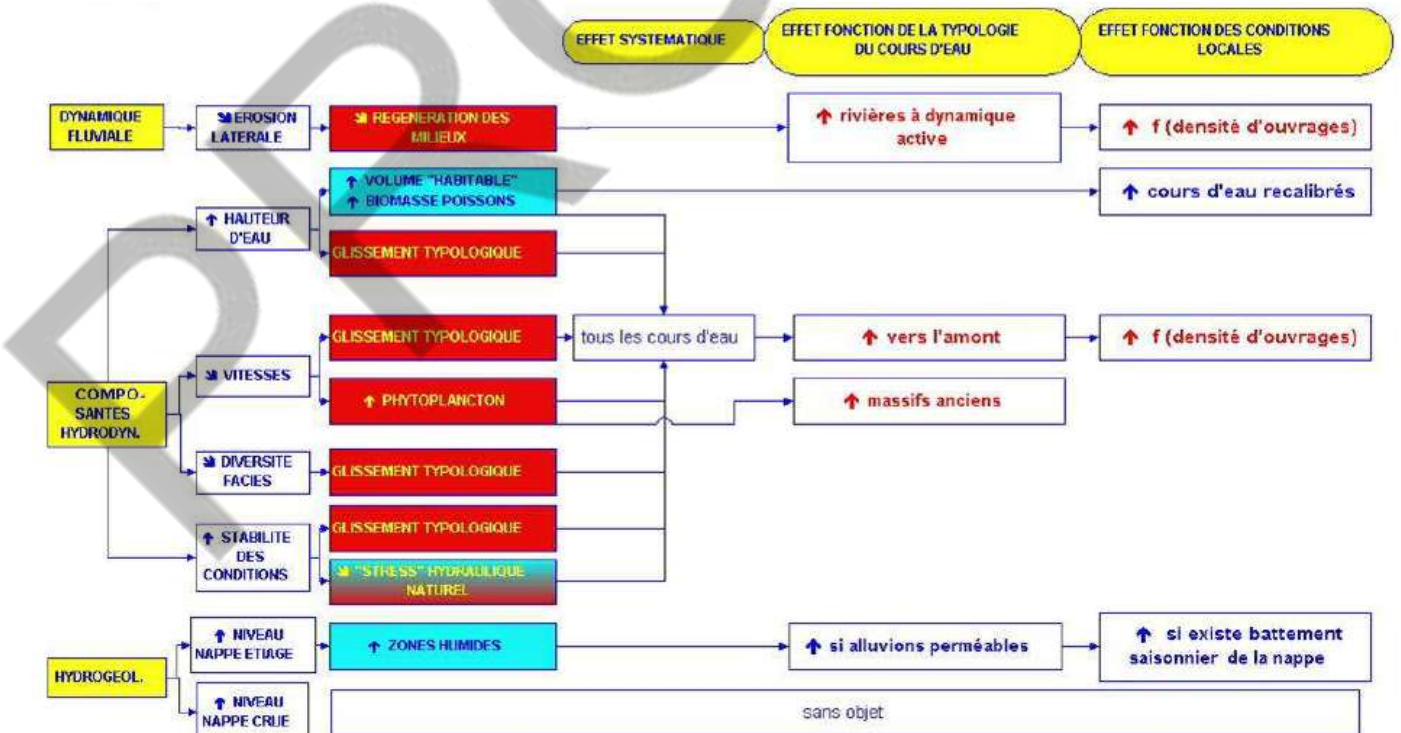 EFFET SYSTEMATIQUE
EFFET FONCTION DE LA TYPOLOGIE
DU COURS D'EAU
EFFET FONCTION DES CONDITIONS
LOCALES
DYNAMIQUE
FLUVIALE
↘ EROSION
LATERALE
↘ REGENERATION DES
MILIEUX
↑ rivières à dynamique
active
↑ f (densité d'ouvrages)
↑ HAUTEUR
D'EAU
↑ VOLUME "HABITABLE"
↑ BIOMASSE POISSONS
↑ cours d'eau recalibrés
GLISSEMENT TYPOLOGIQUE
COMPO-
SANTES
HYDRODYN.
↘ VITESSES
GLISSEMENT TYPOLOGIQUE
tous les cours d'eau
↑ vers l'amont
↑ f (densité d'ouvrages)
↑ PHYTOPLANCTON
↑ massifs anciens
↘ DIVERSITE
FACIES
GLISSEMENT TYPOLOGIQUE
↑ STABILITE
DES
CONDITIONS
GLISSEMENT TYPOLOGIQUE
↘ "STRESS" HYDRAULIQUE
NATUREL
HYDROGEOL.
↑ NIVEAU
NAPPE ETIAGE
↑ ZONES HUMIDES
↑ si alluvions perméables
↑ si existe battement
saisonnier de la nappe
↑ NIVEAU
NAPPE CRUE
sans objet
PRO